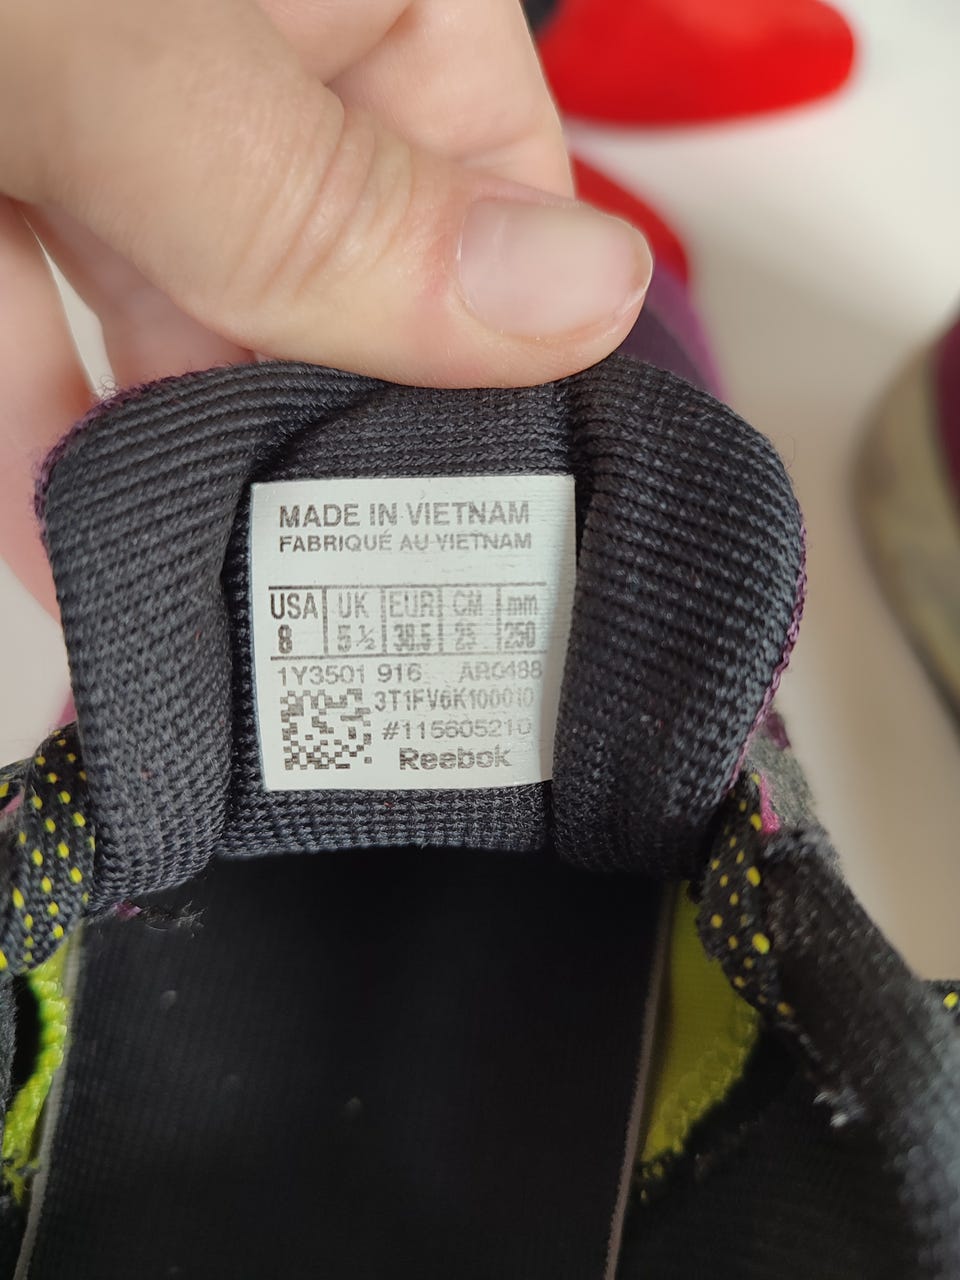 MADE IN VIETNAM
FABRIQUÉ AU VIETNAM
USA UK EUR CM mm
8 5 ½ 38.5 25 250
1Y3501 916 AR0488
3T1FV6K100010
#115605210
Reebok